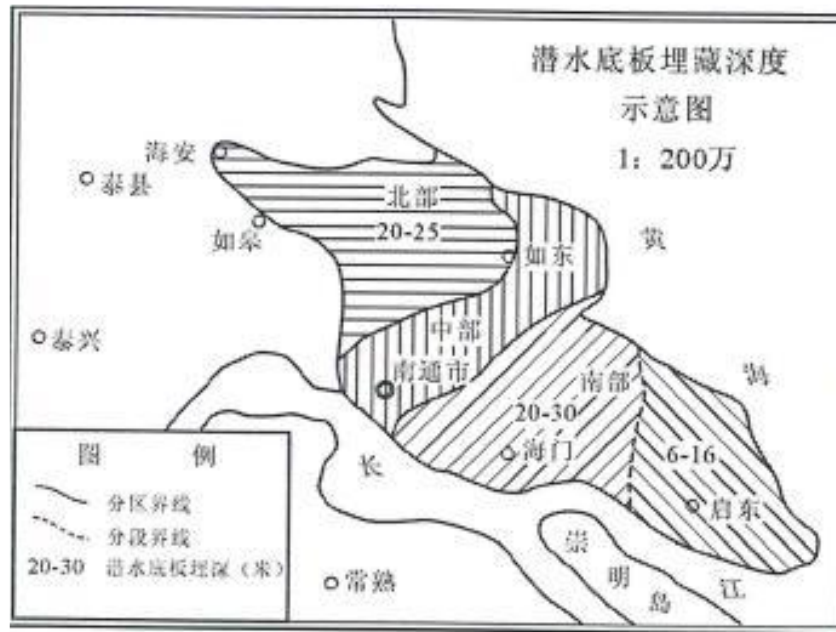 潜水底板埋藏深度
示意图
1：200万
海安
泰县
北部
如皋
20-25
黄
如东
泰兴
中部
南通市
海
南部
20-30
长
海门
6-16
启东
崇
明
岛
江
常熟
图 例
分区界线
分段界线
20-30 潜水底板埋深（米）